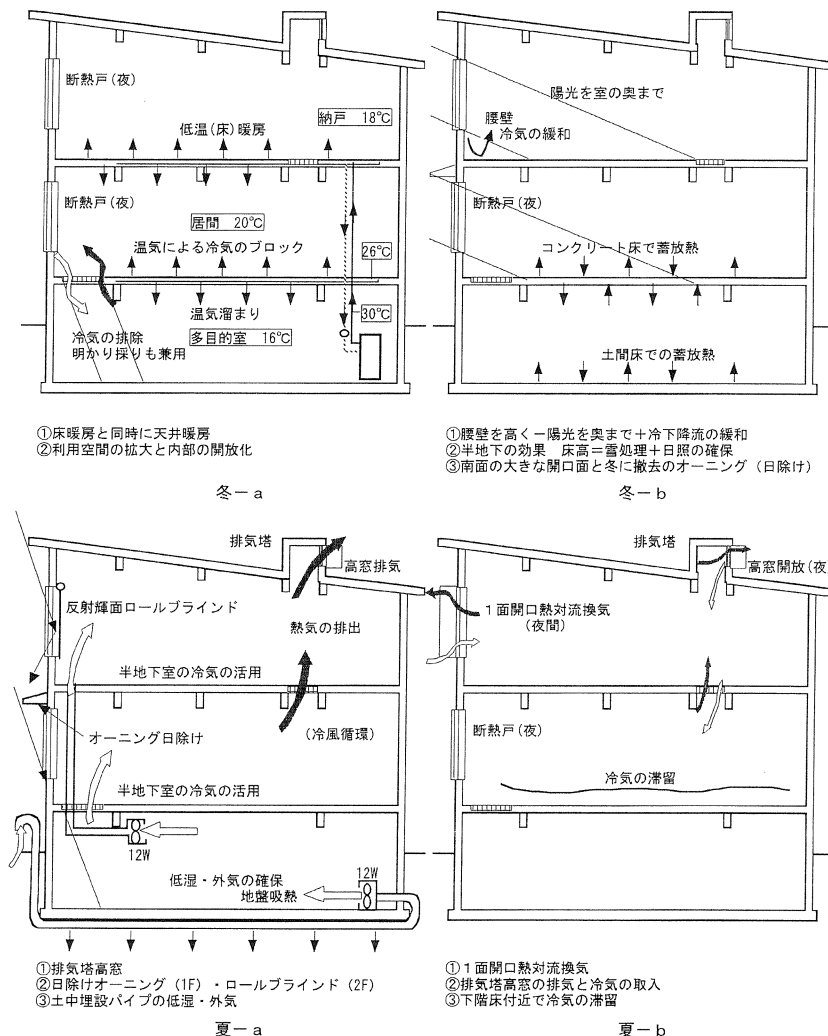 断熱戸(夜)
低温(床)暖房
納戸 18℃
断熱戸(夜)
居間 20℃
温気による冷気のブロック
26℃
温気溜まり
30℃
冷気の排除
明かり採りも兼用
多目的室 16℃
①床暖房と同時に天井暖房
②利用空間の拡大と内部の開放化
冬ーa
陽光を室の奥まで
腰壁
冷気の緩和
断熱戸(夜)
コンクリート床で蓄放熱
土間床での蓄放熱
①腰壁を高くー陽光を奥まで+冷下降流の緩和
②半地下の効果 床高=雪処理+日照の確保
③南面の大きな開口面と冬に撤去のオーニング(日除け)
冬ーb
排気塔
高窓排気
反射輝面ロールブラインド
熱気の排出
半地下室の冷気の活用
オーニング日除け
(冷風循環)
半地下室の冷気の活用
12W
低湿・外気の確保
地盤吸熱
12W
①排気塔高窓
②日除けオーニング(1F)・ロールブラインド(2F)
③土中埋設パイプの低湿・外気
夏ーa
排気塔
高窓開放(夜)
1面開口熱対流換気
(夜間)
断熱戸(夜)
冷気の滞留
①1面開口熱対流換気
②排気塔高窓の排気と冷気の取入
③下階床付近で冷気の滞留
夏ーb